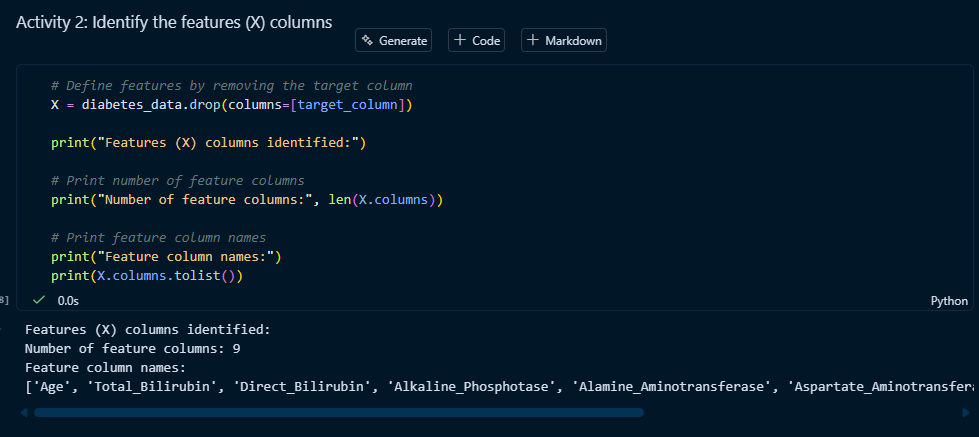 Activity 2: Identify the features (X) columns
Generate
Code
Markdown
# Define features by removing the target column
X = diabetes_data.drop(columns=[target_column])
print("Features (X) columns identified:")
# Print number of feature columns
print("Number of feature columns:", len(X.columns))
# Print feature column names
print("Feature column names:")
print(X.columns.tolist())
8]
0.0s
Python
Features (X) columns identified:
Number of feature columns: 9
Feature column names:
['Age', 'Total_Bilirubin', 'Direct_Bilirubin', 'Alkaline_Phosphotase', 'Alamine_Aminotransferase', 'Aspartate_Aminotransfera